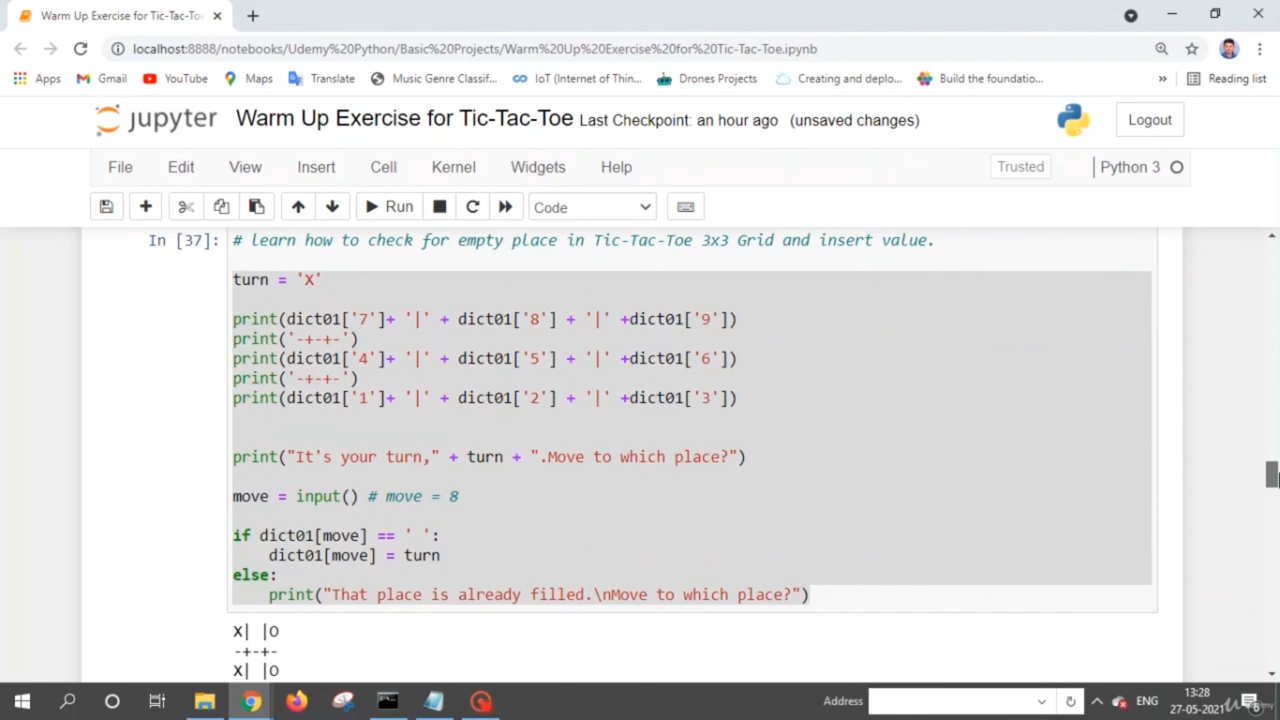 Warm Up Exercise for Tic-Tac-Toe
localhost:8888/notebooks/Udemy%20Python/Basic%20Projects/Warm%20Up%20Exercise%20for%20Tic-Tac-Toe.ipynb
Apps Gmail YouTube Maps Translate Music Genre Classif... IoT (Internet of Thin... Drones Projects Creating and deplo... Build the foundatio... » Reading list
jupyter Warm Up Exercise for Tic-Tac-Toe Last Checkpoint: an hour ago (unsaved changes) Logout
File Edit View Insert Cell Kernel Widgets Help Trusted Python 3
Run Code
In [37]: # learn how to check for empty place in Tic-Tac-Toe 3x3 Grid and insert value.
turn = 'X'
print(dict01['7']+ '|' + dict01['8'] + '|' +dict01['9'])
print('-+-+-')
print(dict01['4']+ '|' + dict01['5'] + '|' +dict01['6'])
print('-+-+-')
print(dict01['1']+ '|' + dict01['2'] + '|' +dict01['3'])
print("It's your turn," + turn + ".Move to which place?")
move = input() # move = 8
if dict01[move] == ' ':
dict01[move] = turn
else:
print("That place is already filled.\nMove to which place?")
X| |O
-+-+-
X| |O
Address ENG 13:28
27-05-2021 6